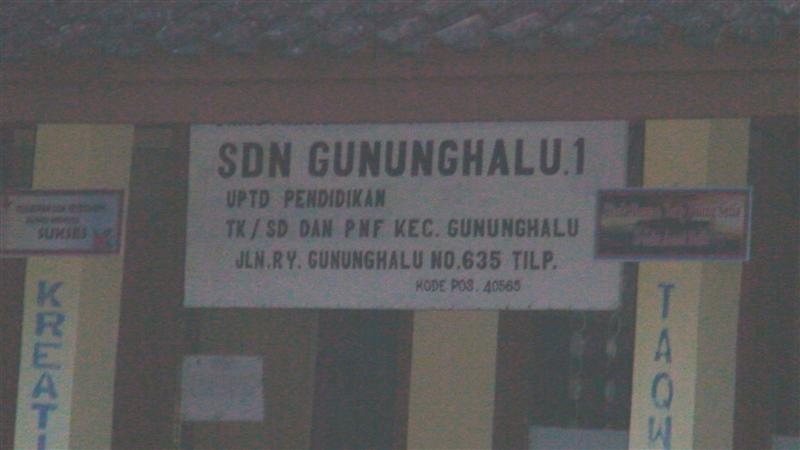 SDN GUNUNGHALU.1
UPTD PENDIDIKAN
TK/SD DAN PNF KEC. GUNUNGHALU
JLN.RY. GUNUNGHALU NO.635 TILP.
KODE POS. 40565
SUKSES
KREATI
TAQW